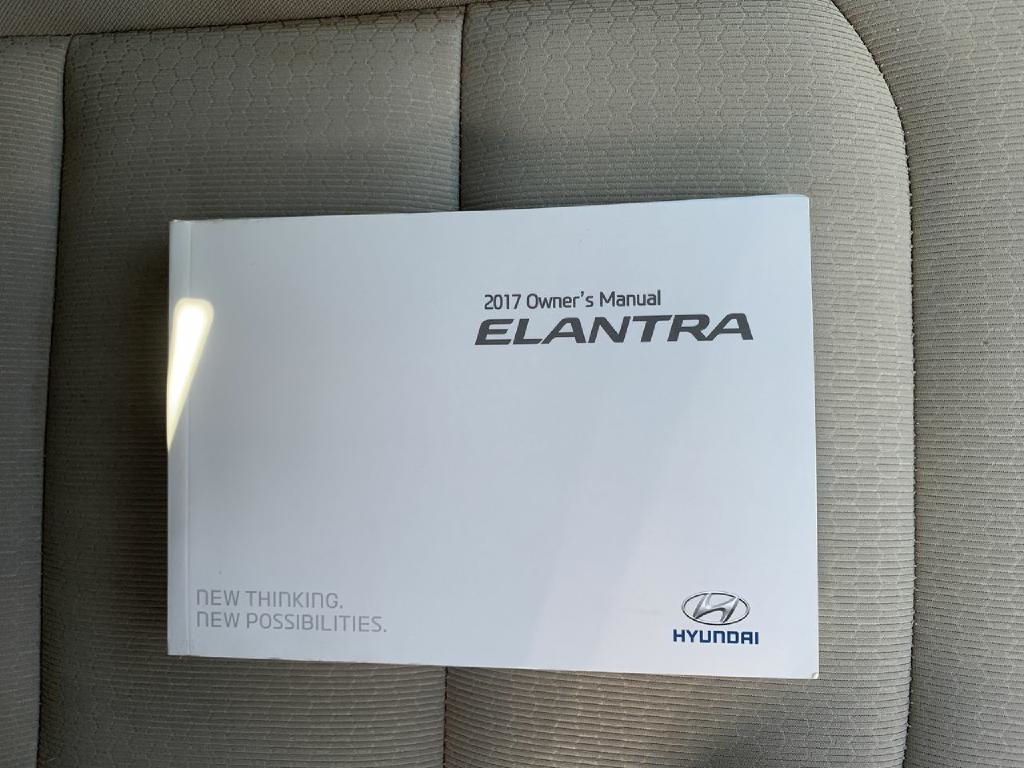 2017 Owner's Manual
ELANTRA
NEW THINKING.
NEW POSSIBILITIES.
HYUNDAI